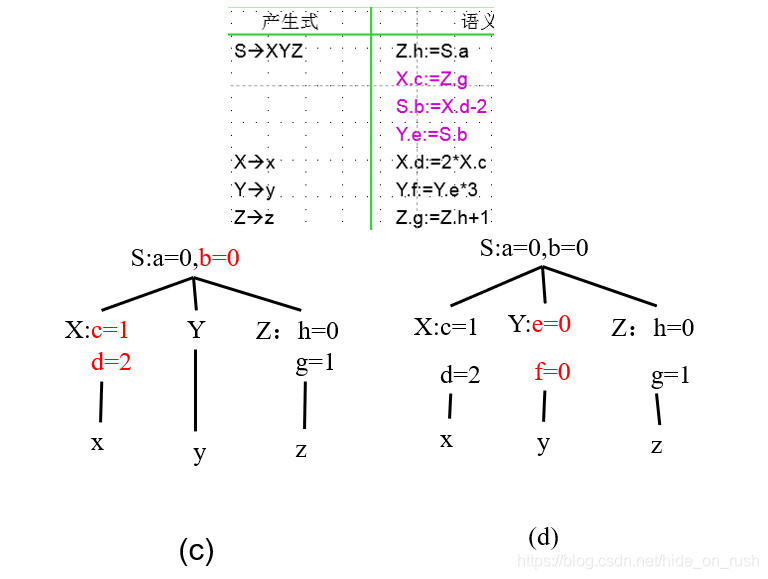 产生式 语义
S→XYZ Z.h:=S.a
X.c:=Z.g
S.b:=X.d-2
Y.e:=S.b
X→x X.d:=2*X.c
Y→y Y.f:=Y.e*3
Z→z Z.g:=Z.h+1
S:a=0,b=0 S:a=0,b=0
X:c=1 Y Z：h=0 X:c=1 Y:e=0 Z：h=0
d=2 g=1 d=2 f=0 g=1
x y z x y z
(c) (d)
https://blog.csdn.net/hide_on_rush